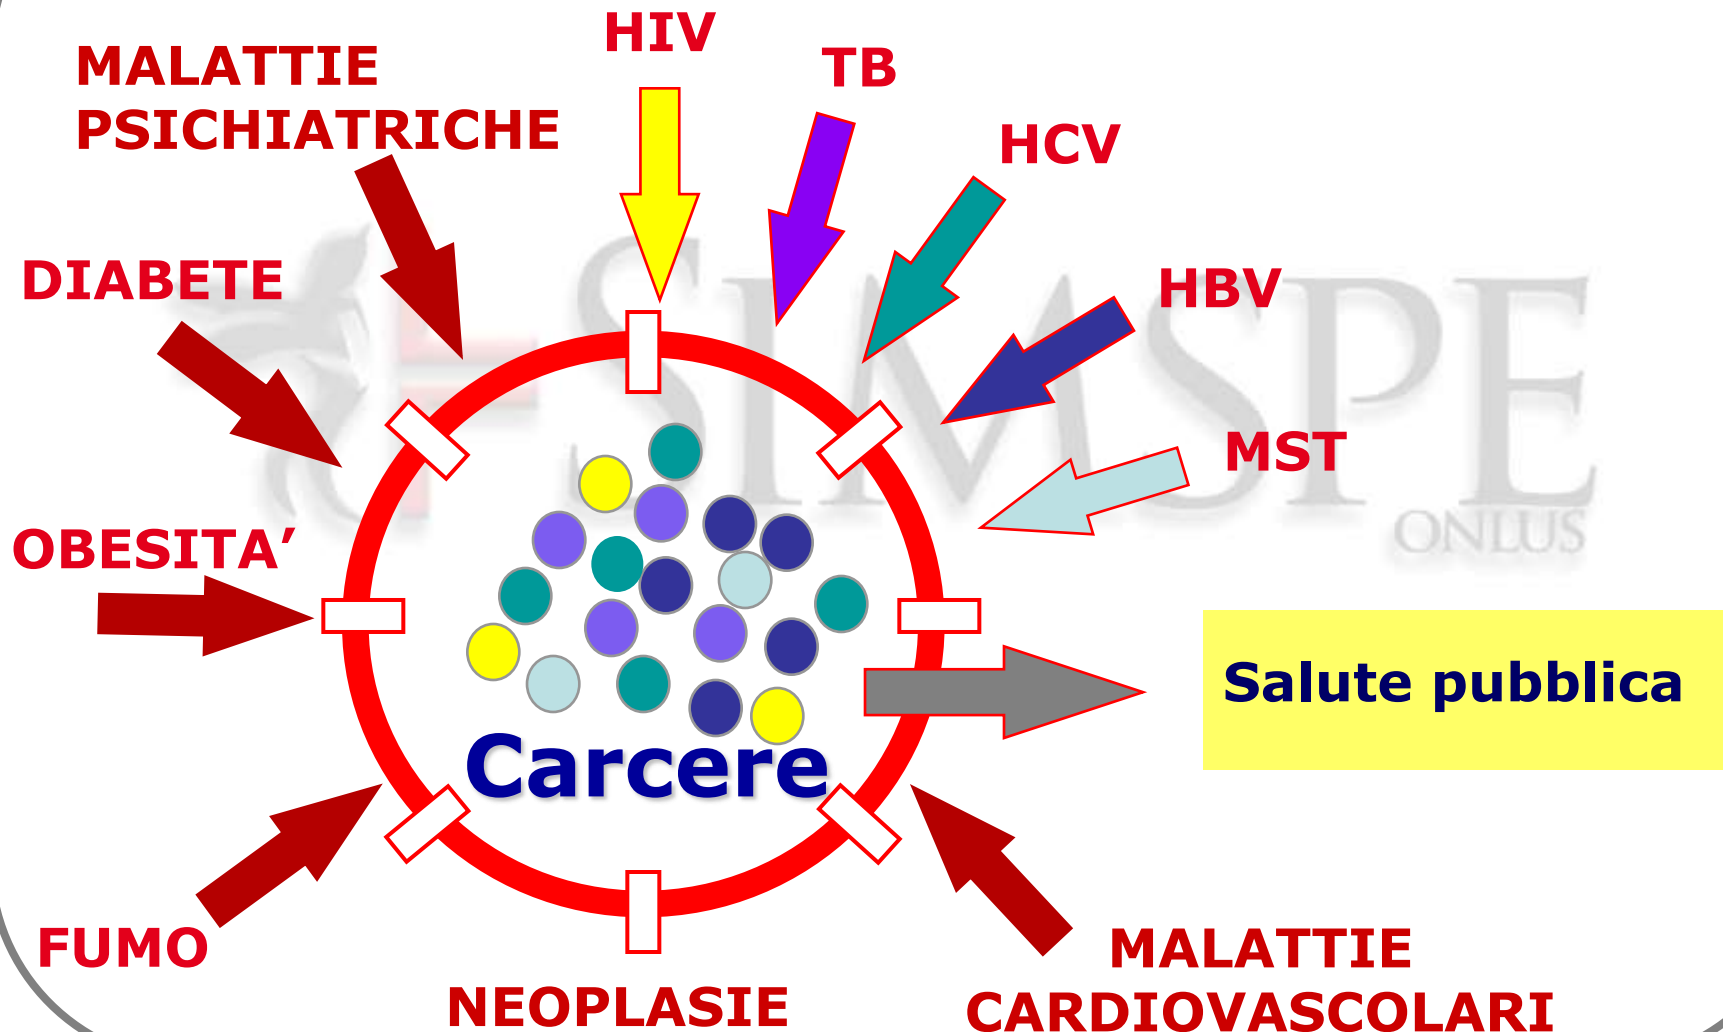 HIV
MALATTIE
PSICHIATRICHE
TB
HCV
DIABETE
HBV
SIMSPE
ONLUS
MST
OBESITA’
Salute pubblica
Carcere
FUMO
MALATTIE
CARDIOVASCOLARI
NEOPLASIE